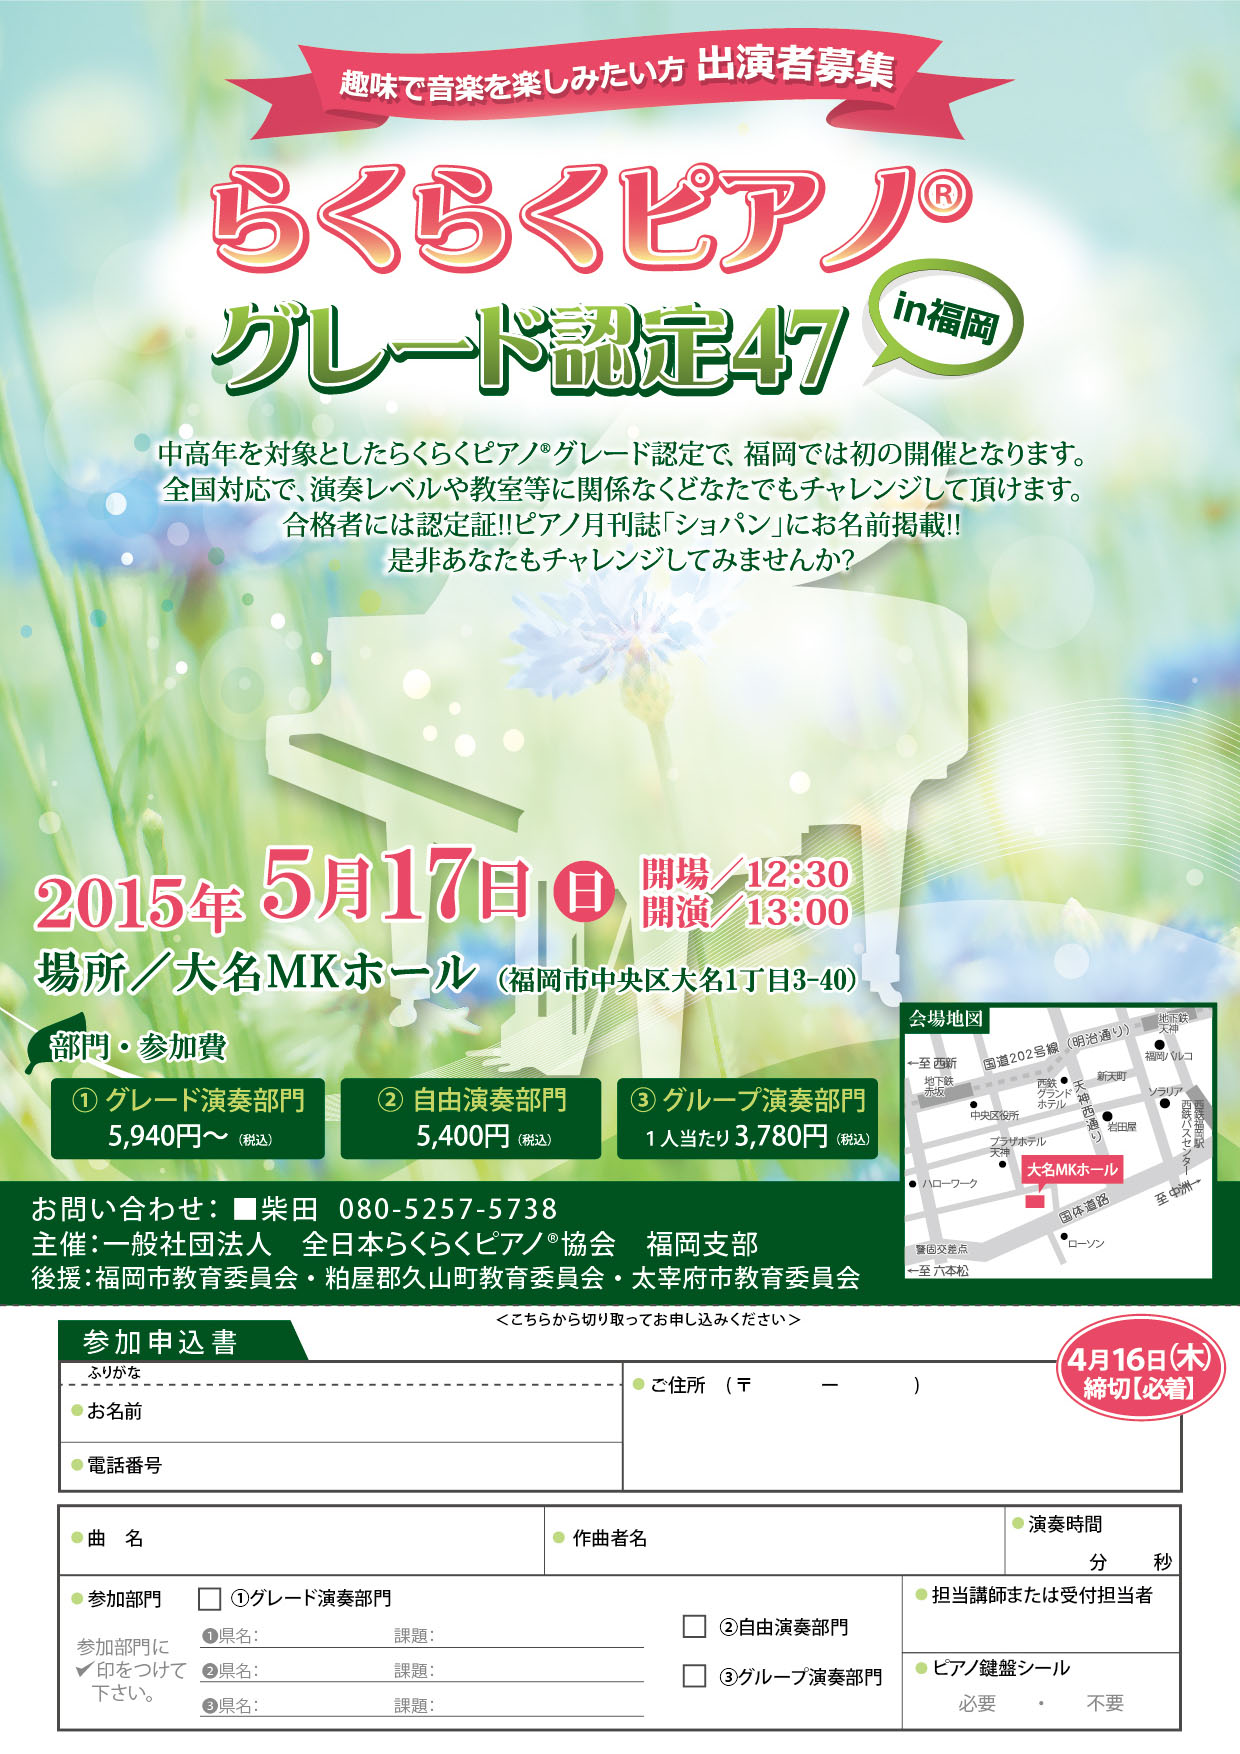 趣味で音楽を楽しみたい方 出演者募集
らくらくピアノ®
グレード認定47
in福岡
中高年を対象としたらくらくピアノ®グレード認定で、福岡では初の開催となります。
全国対応で、演奏レベルや教室等に関係なくどなたでもチャレンジして頂けます。
合格者には認定証!!ピアノ月刊誌「ショパン」にお名前掲載!!
是非あなたもチャレンジしてみませんか?
2015年 5月17日 日
開場／12:30
開演／13:00
場所／大名MKホール (福岡市中央区大名1丁目3-40)
部門・参加費
① グレード演奏部門
5,940円〜 (税込)
② 自由演奏部門
5,400円 (税込)
③ グループ演奏部門
1人当たり 3,780円 (税込)
会場地図
地下鉄
天神
国道202号線 (明治通り)
福岡パルコ
←至 西新
地下鉄
赤坂
西鉄
グランド
ホテル
新天町
ソラリア
天神西通り
中央区役所
岩田屋
西鉄福岡駅
西鉄バスセンター
プラザホテル
天神
大名MKホール
ハローワーク
国体道路
至 中洲→
ローソン
警固交差点
←至 六本松
お問い合わせ: ■柴田 080-5257-5738
主催:一般社団法人 全日本らくらくピアノ®協会 福岡支部
後援:福岡市教育委員会・粕屋郡久山町教育委員会・太宰府市教育委員会
＜こちらから切り取ってお申し込みください＞
参加申込書
4月16日(木)
締切【必着】
ふりがな
お名前
電話番号
ご住所 (〒 ー )
曲 名
作曲者名
演奏時間
分 秒
参加部門
参加部門に
✔印をつけて
下さい。
□ ①グレード演奏部門
❶県名: 課題:
❷県名: 課題:
❸県名: 課題:
□ ②自由演奏部門
□ ③グループ演奏部門
担当講師または受付担当者
ピアノ鍵盤シール
必要 ・ 不要